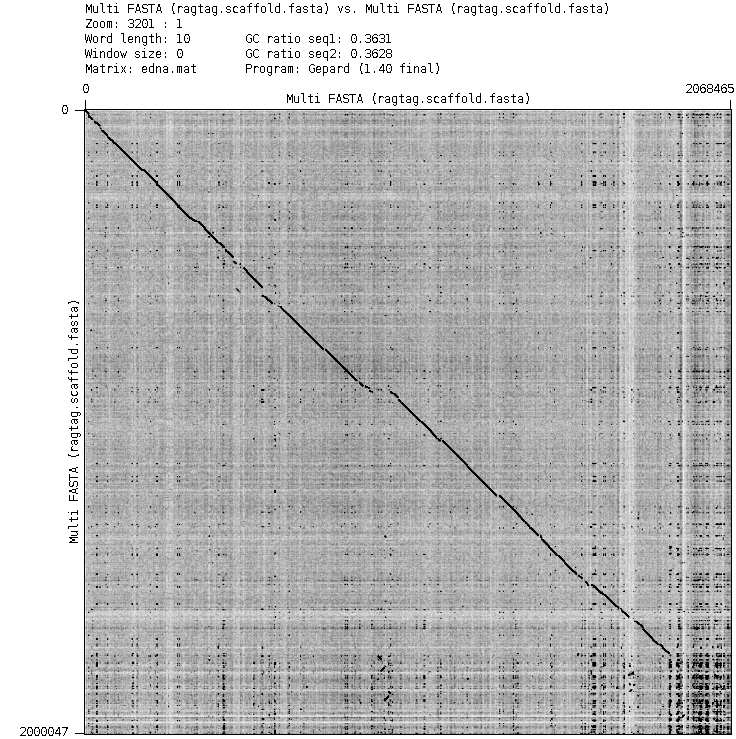 Multi FASTA (ragtag.scaffold.fasta) vs. Multi FASTA (ragtag.scaffold.fasta)
Zoom: 3201 : 1
Word length: 10 GC ratio seq1: 0.3631
Window size: 0 GC ratio seq2: 0.3628
Matrix: edna.mat Program: Gepard (1.40 final)
0 2068465
Multi FASTA (ragtag.scaffold.fasta)
0
Multi FASTA (ragtag.scaffold.fasta)
2000047